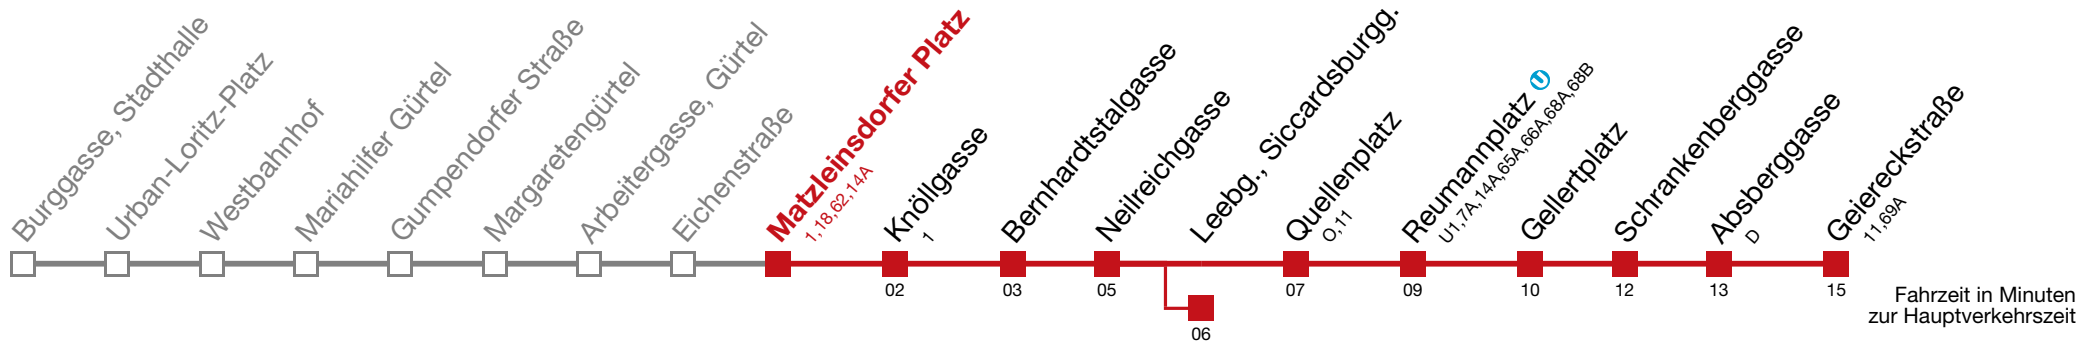 Burggasse, Stadthalle
Urban-Loritz-Platz
Westbahnhof
Mariahilfer Gürtel
Gumpendorfer Straße
Margaretengürtel
Arbeitergasse, Gürtel
Eichenstraße
Matzleinsdorfer Platz
1,18,62,14A
Knöllgasse
1
Bernhardtstalgasse
Neilreichgasse
Leebg., Siccardsburgg.
Quellenplatz
O,11
Reumannplatz U
U1,7A,14A,65A,66A,68A,68B
Gellertplatz
Schrankenberggasse
Absberggasse
D
Geiereckstraße
11,69A
02
03
05
06
07
09
10
12
13
15
Fahrzeit in Minuten
zur Hauptverkehrszeit